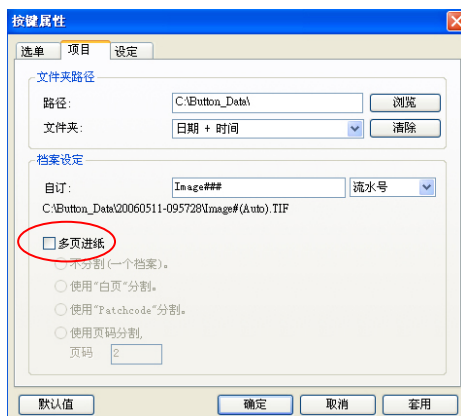 按键属性
选单 项目 设定
文件夹路径
路径: C:\Button_Data\ 浏览
文件夹: 日期 + 时间 清除
档案设定
自订: Image### 流水号
C:\Button_Data\20060511-095728\Image#(Auto).TIF
多页进纸
不分割(一个档案)。
使用"白页"分割。
使用"Patchcode"分割。
使用页码分割,
页码 2
默认值 确定 取消 套用